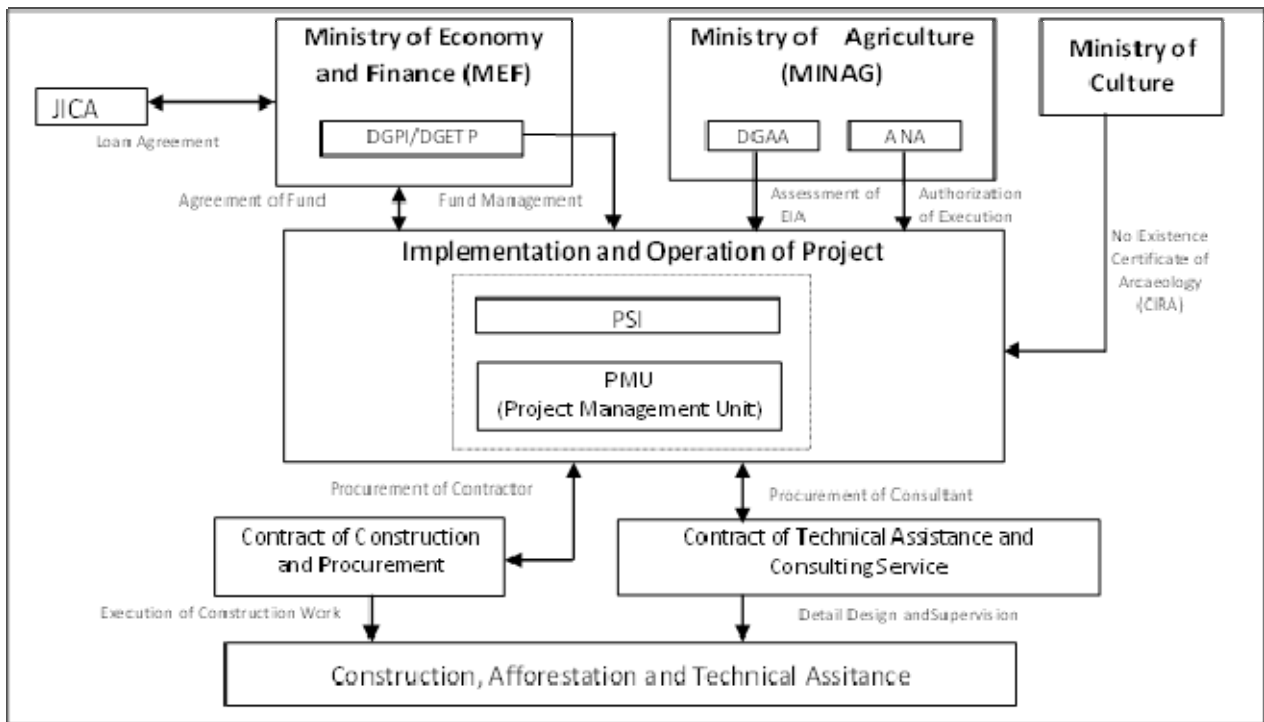 Ministry of Economy
and Finance (MEF)
Ministry of Agriculture
(MINAG)
Ministry of
Culture
JICA
Loan Agreement
DGPI/DGETP
DGAA
ANA
Agreement of Fund
Fund Management
Assessment of
EIA
Authorization
of Execution
No Existence
Certificate of
Arcaeology
(CIRA)
Implementation and Operation of Project
PSI
PMU
(Project Management Unit)
Procurement of Contractor
Procurement of Consultant
Contract of Construction
and Procurement
Contract of Technical Assistance and
Consulting Service
Execution of Construction Work
Detail Design and Supervision
Construction, Afforestation and Technical Assitance